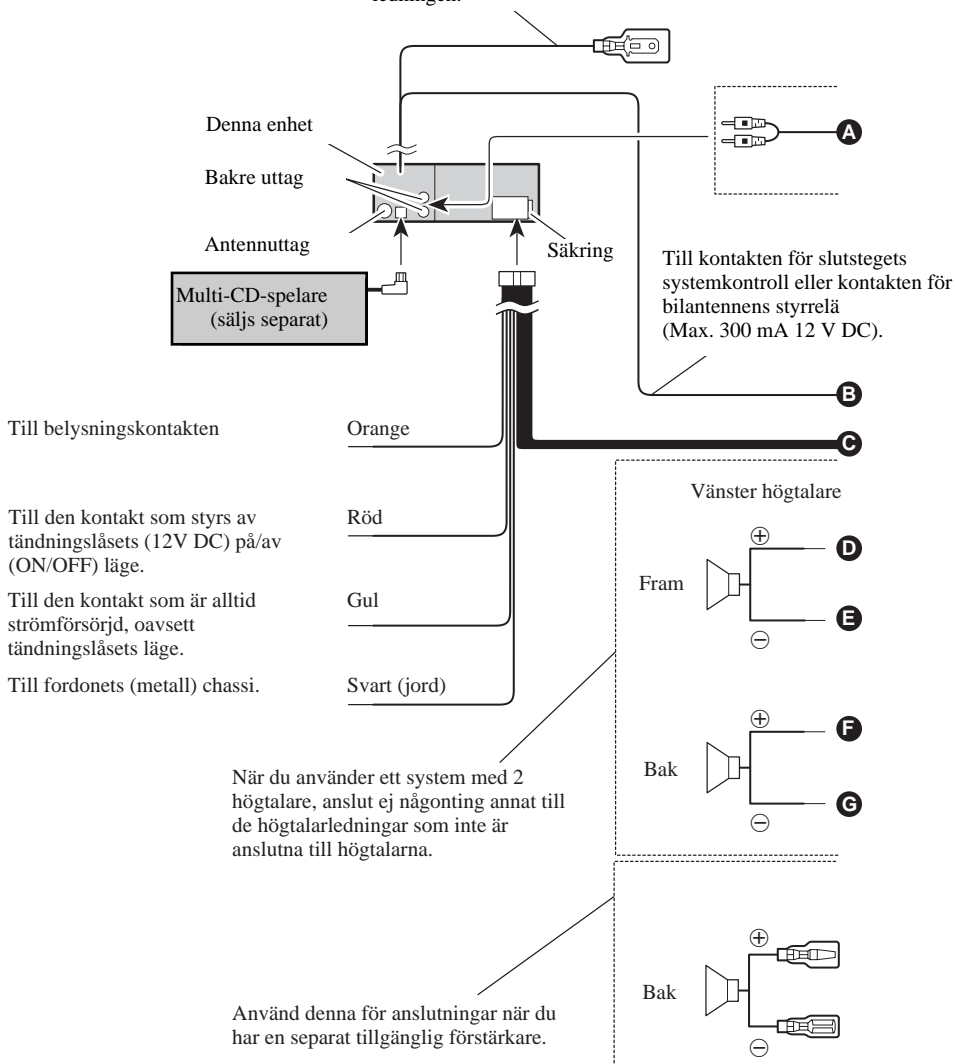 ledningen.
Denna enhet
A
Bakre uttag
Antennuttag
Säkring
Till kontakten för slutstegets
systemkontroll eller kontakten för
bilantennens styrrelä
(Max. 300 mA 12 V DC).
Multi-CD-spelare
(säljs separat)
B
Till belysningskontakten
Orange
C
Vänster högtalare
Till den kontakt som styrs av
tändningslåsets (12V DC) på/av
(ON/OFF) läge.
Röd
+
D
Fram
E
−
Till den kontakt som är alltid
strömförsörjd, oavsett
tändningslåsets läge.
Gul
Till fordonets (metall) chassi.
Svart (jord)
+
F
Bak
G
−
När du använder ett system med 2
högtalare, anslut ej någonting annat till
de högtalarledningar som inte är
anslutna till högtalarna.
+
Bak
−
Använd denna för anslutningar när du
har en separat tillgänglig förstärkare.